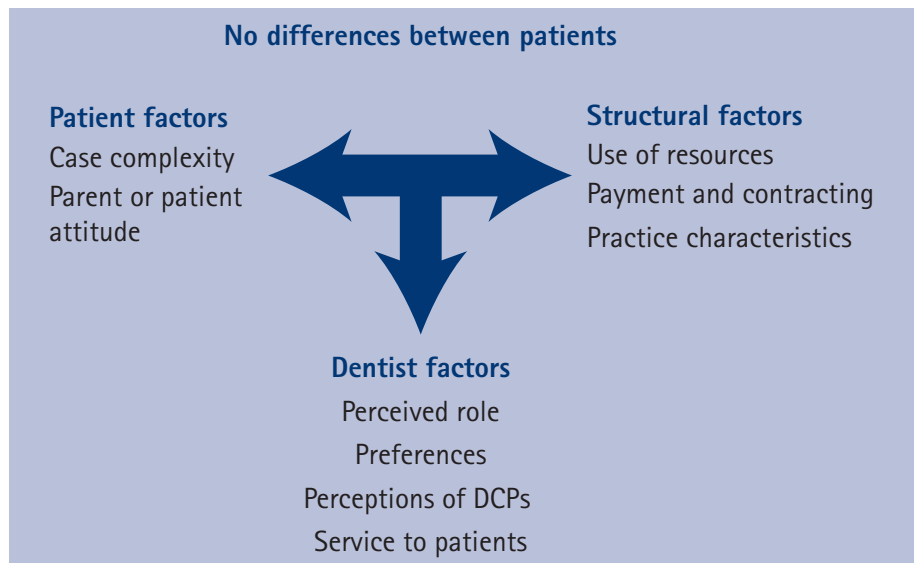 No differences between patients
Patient factors
Case complexity
Parent or patient
attitude
Structural factors
Use of resources
Payment and contracting
Practice characteristics
Dentist factors
Perceived role
Preferences
Perceptions of DCPs
Service to patients